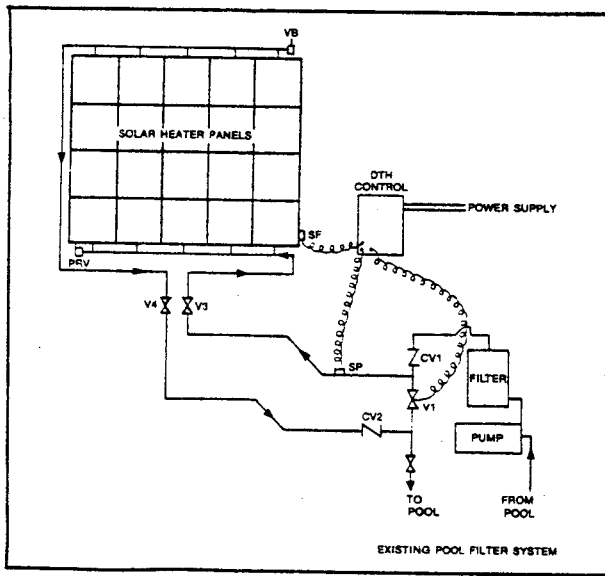 VB
SOLAR HEATER PANELS
DTH
CONTROL
POWER SUPPLY
SF
PRV
V4
V3
CV1
SP
FILTER
V1
CV2
PUMP
TO
POOL
FROM
POOL
EXISTING POOL FILTER SYSTEM